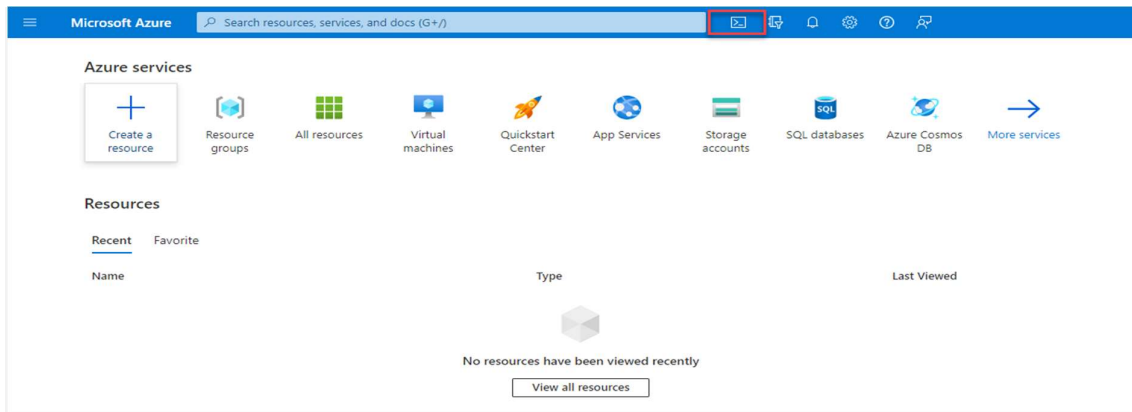 Microsoft Azure
Search resources, services, and docs (G+/)
Azure services
Create a resource
Resource groups
All resources
Virtual machines
Quickstart Center
App Services
Storage accounts
SQL
SQL databases
Azure Cosmos DB
More services
Resources
Recent Favorite
Name Type Last Viewed
No resources have been viewed recently
View all resources